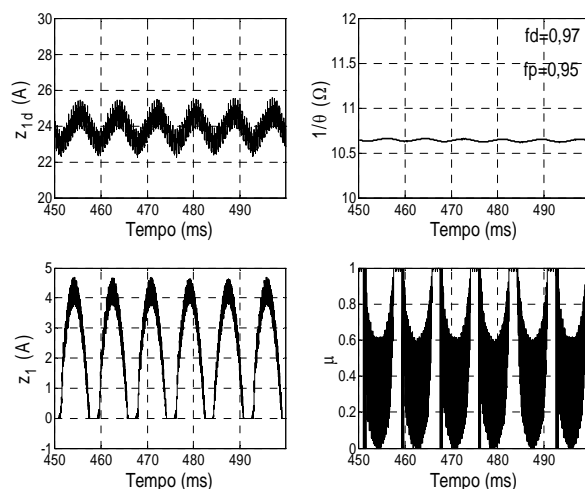 30
28
26
24
22
20
z1d (A)
450 460 470 480 490
Tempo (ms)
12
11.5
11
10.5
10
1/θ (Ω)
fd=0,97
fp=0,95
450 460 470 480 490
Tempo (ms)
5
4
3
2
1
0
-1
z1 (A)
450 460 470 480 490
Tempo (ms)
1
0.8
0.6
0.4
0.2
0
μ
450 460 470 480 490
Tempo (ms)